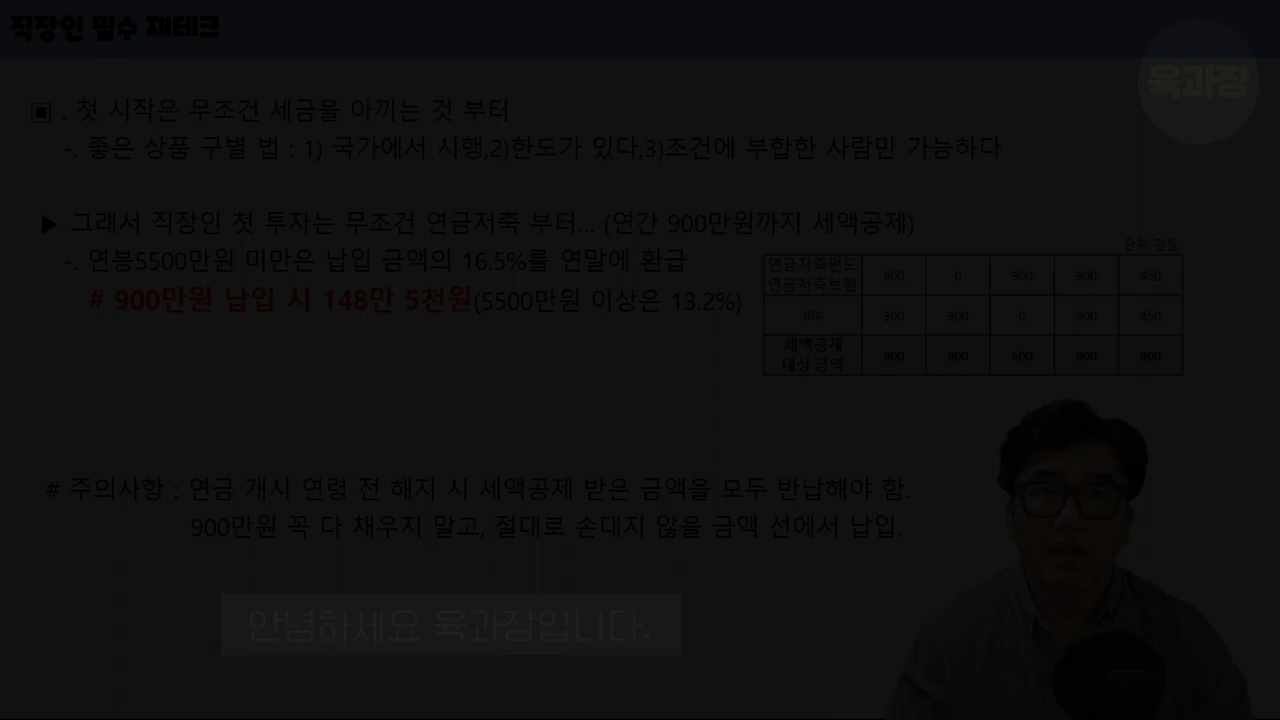 직장인 필수 재테크
육과장
▣ . 첫 시작은 무조건 세금을 아끼는 것 부터
-. 좋은 상품 구별 법 : 1) 국가에서 시행,2)한도가 있다,3)조건에 부합한 사람만 가능하다
▶ 그래서 직장인 첫 투자는 무조건 연금저축 부터... (연간 900만원까지 세액공제)
-. 연봉5500만원 미만은 납입 금액의 16.5%를 연말에 환급
# 900만원 납입 시 148만 5천원(5500만원 이상은 13.2%)
단위: 만원
연금저축펀드
연금저축보험 600 0 900 900 450
IRP 300 900 0 900 450
세액공제
대상 금액 900 900 600 900 900
# 주의사항 : 연금 개시 연령 전 해지 시 세액공제 받은 금액을 모두 반납해야 함.
900만원 꼭 다 채우지 말고, 절대로 손대지 않을 금액 선에서 납입.
안녕하세요 육과장입니다.